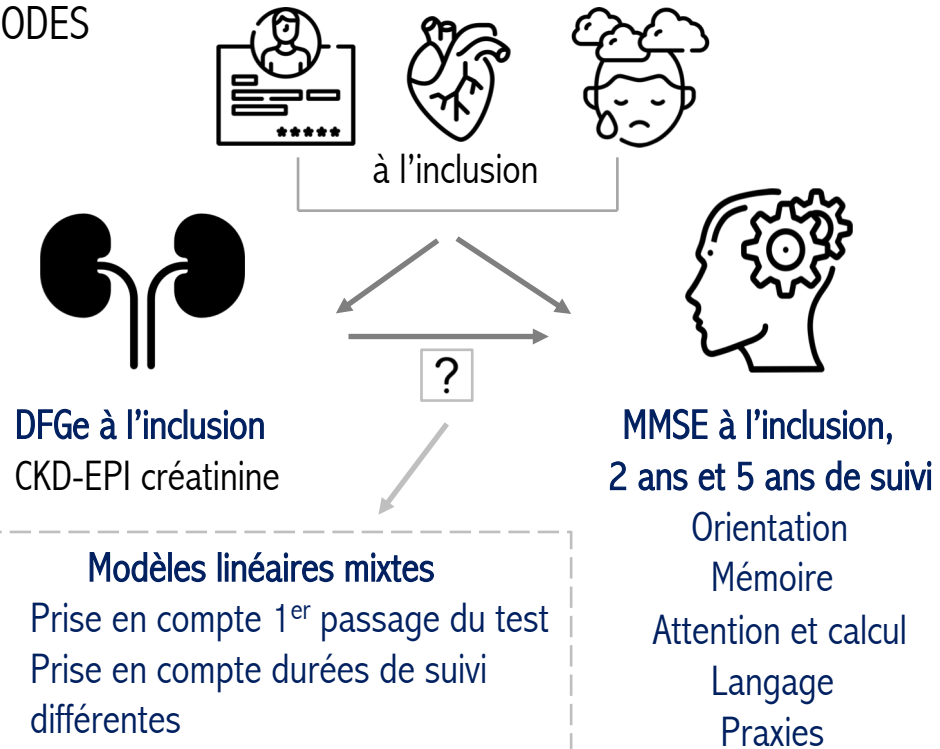 ODES
à l'inclusion
?
DFGe à l'inclusion
CKD-EPI créatinine
MMSE à l'inclusion,
2 ans et 5 ans de suivi
Orientation
Mémoire
Attention et calcul
Langage
Praxies
Modèles linéaires mixtes
Prise en compte 1er passage du test
Prise en compte durées de suivi
différentes